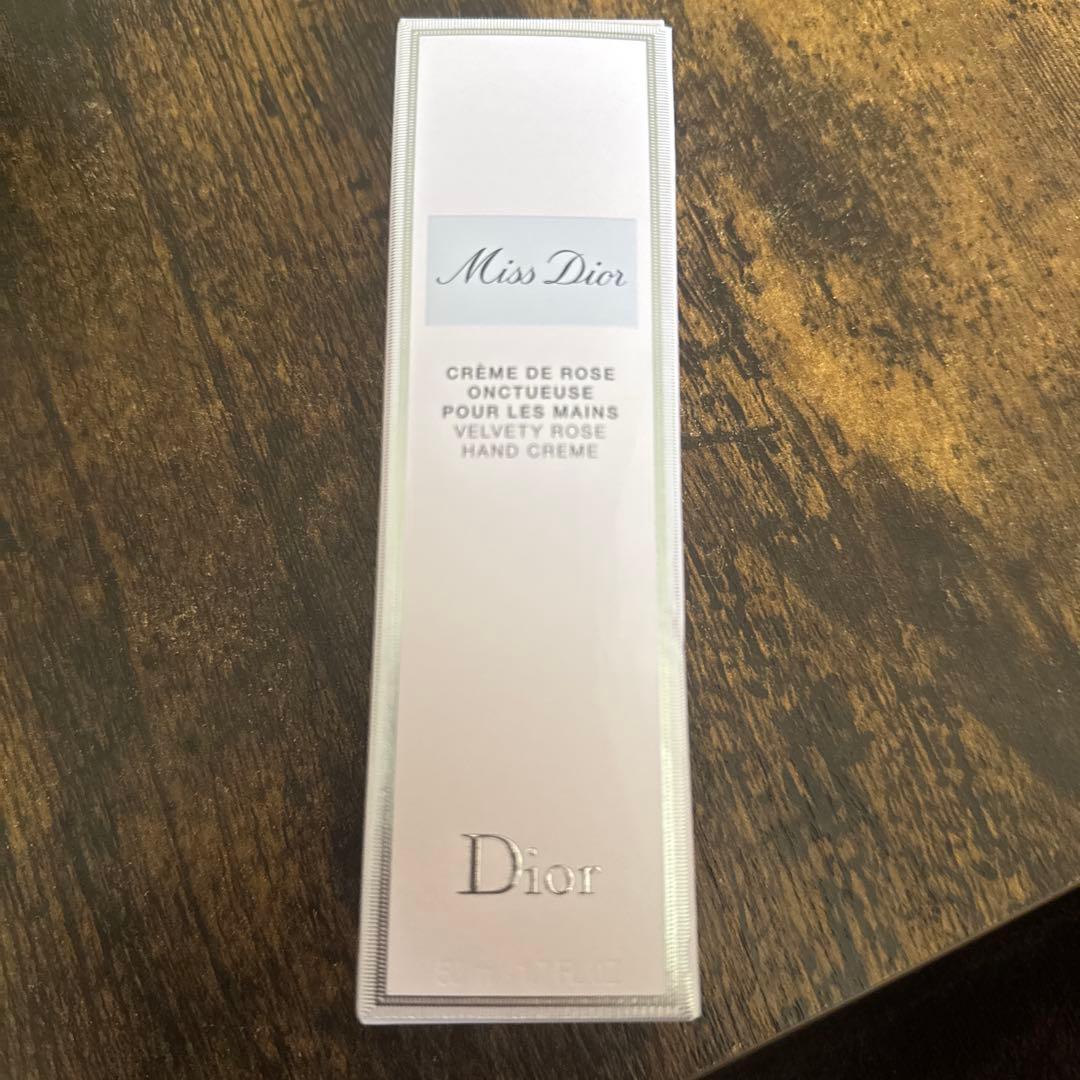 Miss Dior
CRÈME DE ROSE
ONCTUEUSE
POUR LES MAINS
VELVETY ROSE
HAND CREME
Dior